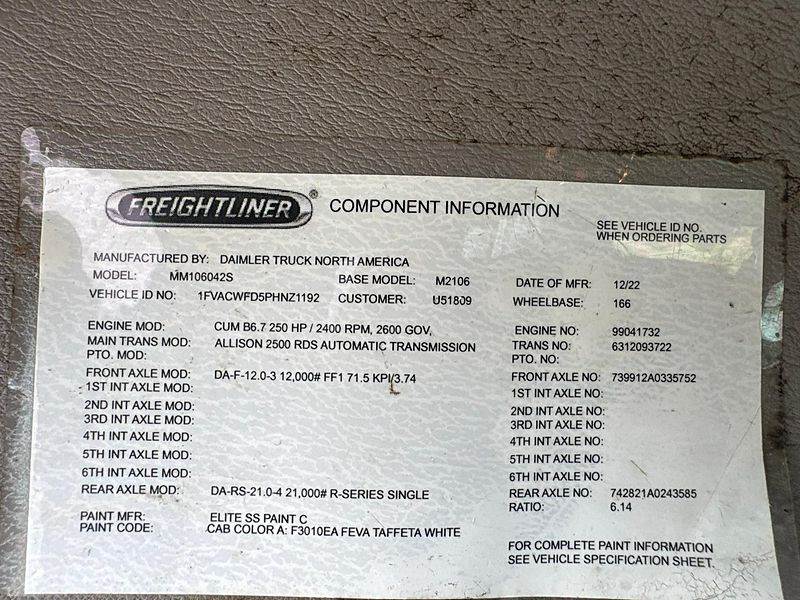 FREIGHTLINER® COMPONENT INFORMATION
SEE VEHICLE ID NO.
WHEN ORDERING PARTS
MANUFACTURED BY: DAIMLER TRUCK NORTH AMERICA
MODEL: MM106042S BASE MODEL: M2106 DATE OF MFR: 12/22
VEHICLE ID NO: 1FVACWFD5PHNZ1192 CUSTOMER: U51809 WHEELBASE: 166
ENGINE MOD: CUM B6.7 250 HP / 2400 RPM, 2600 GOV, ENGINE NO: 99041732
MAIN TRANS MOD: ALLISON 2500 RDS AUTOMATIC TRANSMISSION TRANS NO: 6312093722
PTO. MOD: PTO. NO:
FRONT AXLE MOD: DA-F-12.0-3 12,000# FF1 71.5 KPI/3.74 FRONT AXLE NO: 739912A0335752
1ST INT AXLE MOD: 1ST INT AXLE NO:
2ND INT AXLE MOD: 2ND INT AXLE NO:
3RD INT AXLE MOD: 3RD INT AXLE NO:
4TH INT AXLE MOD: 4TH INT AXLE NO:
5TH INT AXLE MOD: 5TH INT AXLE NO:
6TH INT AXLE MOD: 6TH INT AXLE NO:
REAR AXLE MOD: DA-RS-21.0-4 21,000# R-SERIES SINGLE REAR AXLE NO: 742821A0243585
RATIO: 6.14
PAINT MFR: ELITE SS PAINT C
PAINT CODE: CAB COLOR A: F3010EA FEVA TAFFETA WHITE
FOR COMPLETE PAINT INFORMATION
SEE VEHICLE SPECIFICATION SHEET.